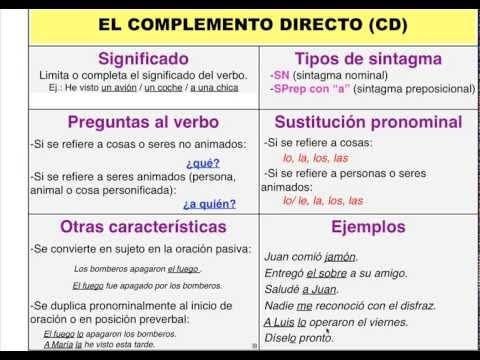 EL COMPLEMENTO DIRECTO (CD)
Significado
Limita o completa el significado del verbo.
Ej.: He visto un avión / un coche / a una chica
Tipos de sintagma
-SN (sintagma nominal)
-SPrep con “a” (sintagma preposicional)
Preguntas al verbo
-Si se refiere a cosas o seres no animados:
¿qué?
-Si se refiere a seres animados (persona,
animal o cosa personificada):
¿a quién?
Sustitución pronominal
-Si se refiere a cosas:
lo, la, los, las
-Si se refiere a personas o seres
animados:
lo/ le, la, los, las
Otras características
-Se convierte en sujeto en la oración pasiva:
Los bomberos apagaron el fuego .
El fuego fue apagado por los bomberos.
-Se duplica pronominalmente al inicio de
oración o en posición preverbal:
El fuego lo apagaron los bomberos.
A María la he visto esta tarde.
Ejemplos
Juan comió jamón.
Entregó el sobre a su amigo.
Saludé a Juan.
Nadie me reconoció con el disfraz.
A Luis lo operaron el viernes.
Díselo pronto.